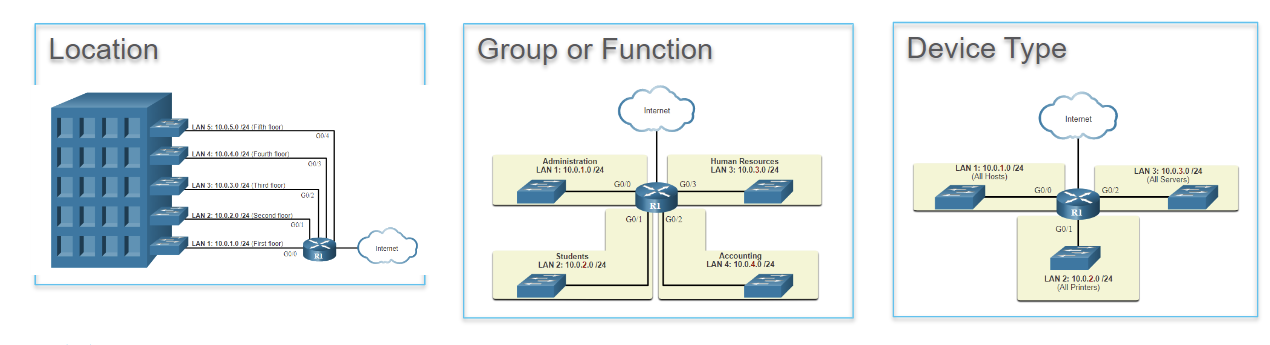 Location
LAN 5: 10.0.5.0 /24 (Fifth floor)
G0/4
LAN 4: 10.0.4.0 /24 (Fourth floor)
G0/3
LAN 3: 10.0.3.0 /24 (Third floor)
G0/2
LAN 2: 10.0.2.0 /24 (Second floor)
G0/1
LAN 1: 10.0.1.0 /24 (First floor)
G0/0
R1
Internet
Group or Function
Internet
Administration
LAN 1: 10.0.1.0 /24
Human Resources
LAN 3: 10.0.3.0 /24
G0/0
G0/3
R1
G0/1
G0/2
Students
LAN 2: 10.0.2.0 /24
Accounting
LAN 4: 10.0.4.0 /24
Device Type
Internet
LAN 1: 10.0.1.0 /24
(All Hosts)
LAN 3: 10.0.3.0 /24
(All Servers)
G0/0
G0/2
R1
G0/1
LAN 2: 10.0.2.0 /24
(All Printers)